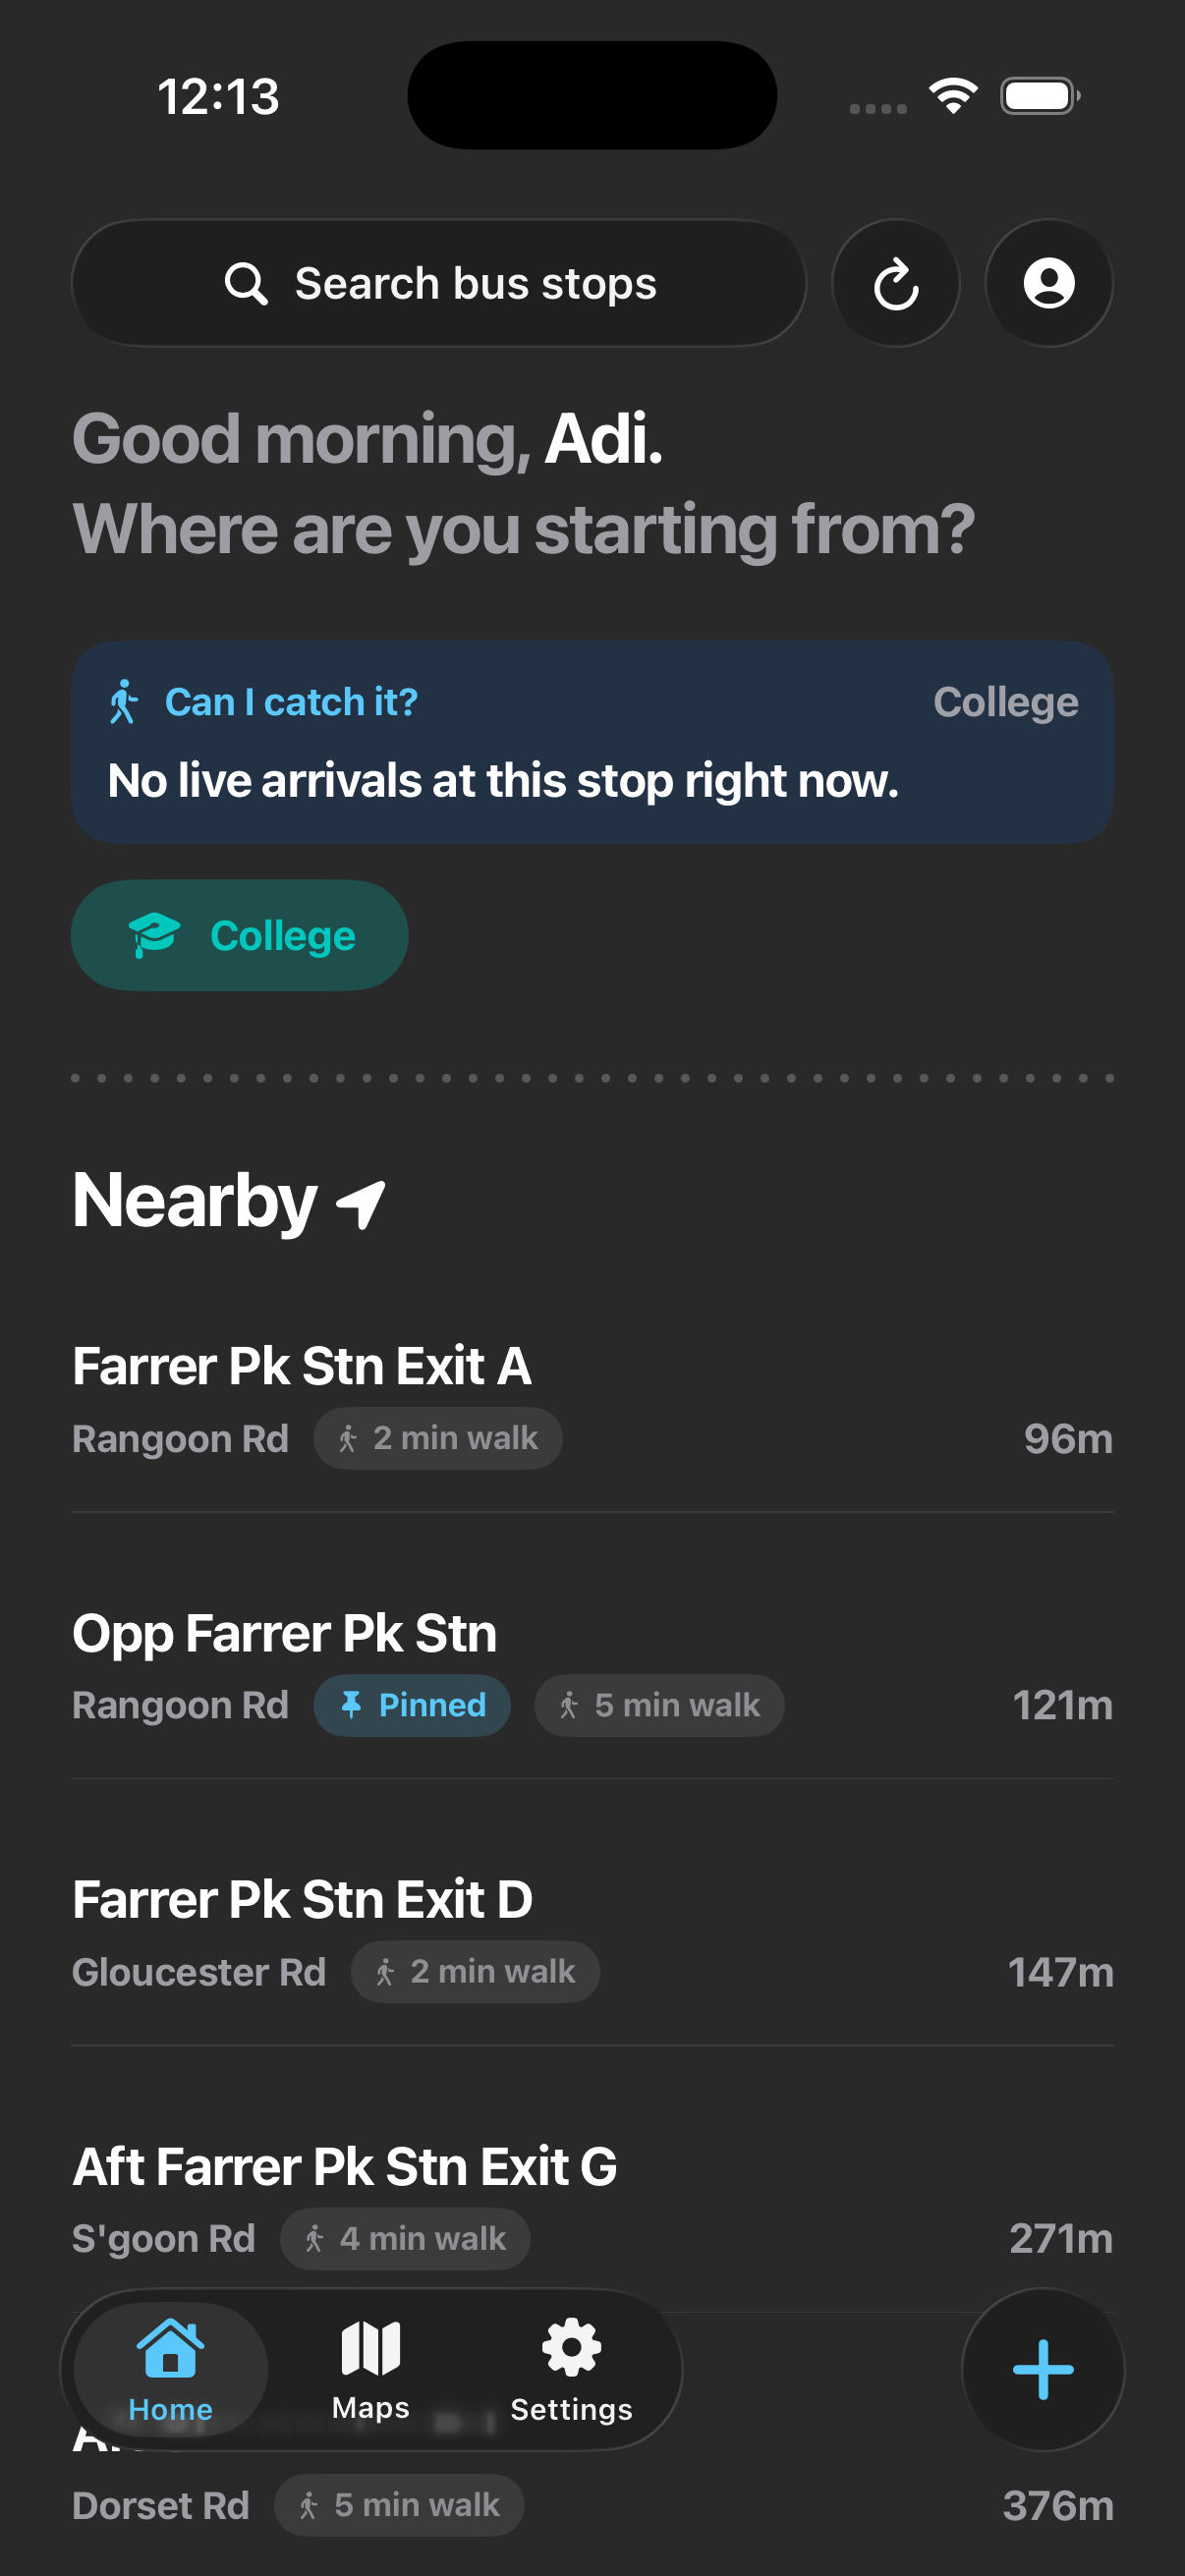 12:13
Search bus stops
Good morning, Adi.
Where are you starting from?
Can I catch it? College
No live arrivals at this stop right now.
College
Nearby
Farrer Pk Stn Exit A
Rangoon Rd 2 min walk 96m
Opp Farrer Pk Stn
Rangoon Rd Pinned 5 min walk 121m
Farrer Pk Stn Exit D
Gloucester Rd 2 min walk 147m
Aft Farrer Pk Stn Exit G
S'goon Rd 4 min walk 271m
Home Maps Settings
Dorset Rd 5 min walk 376m